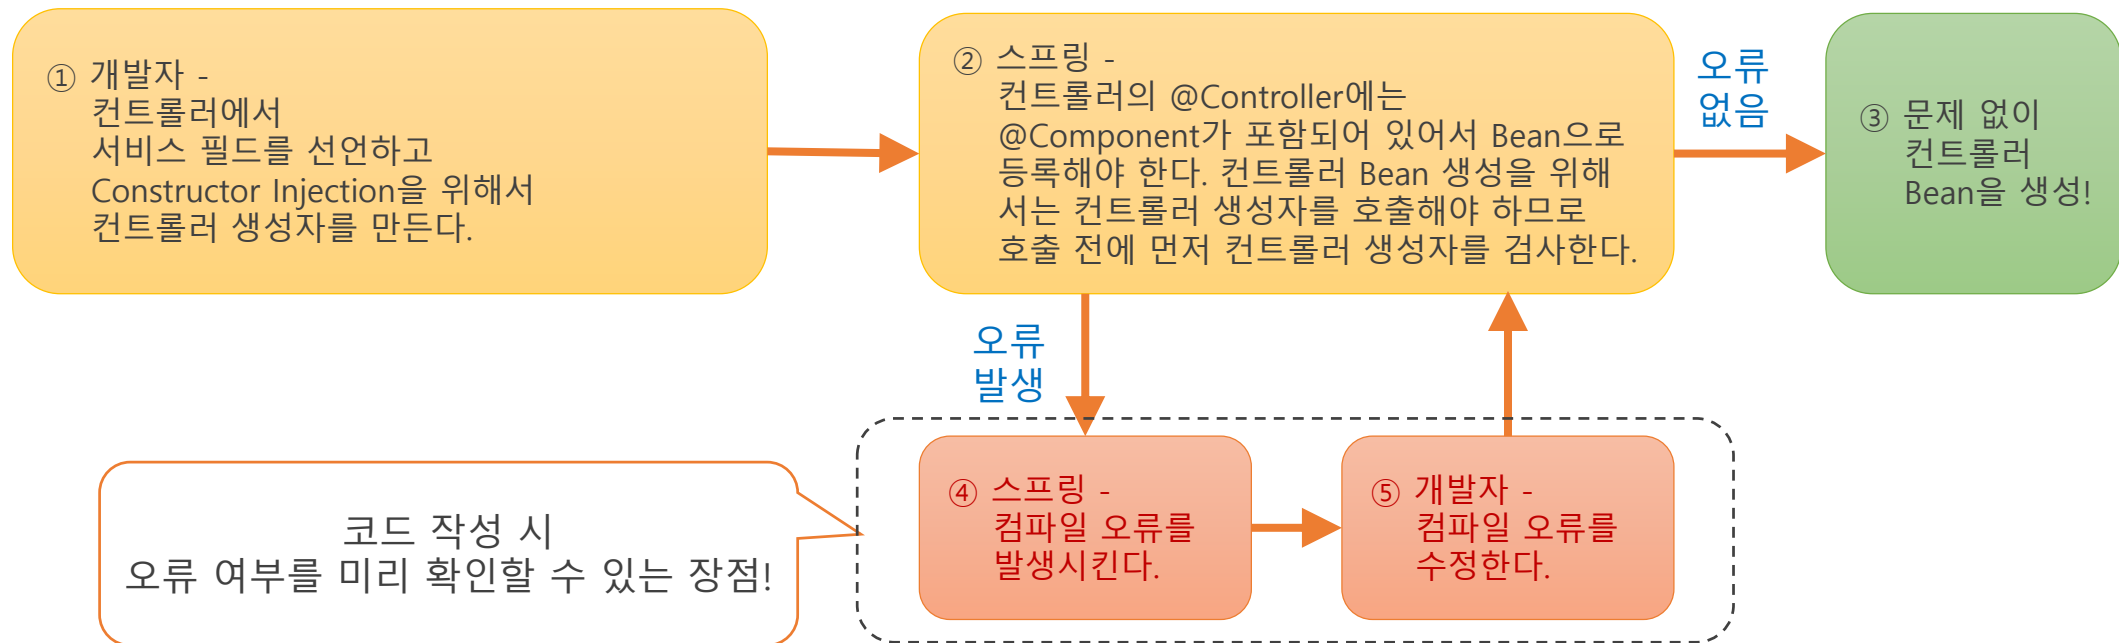 ① 개발자 -
컨트롤러에서
서비스 필드를 선언하고
Constructor Injection을 위해서
컨트롤러 생성자를 만든다.
② 스프링 -
컨트롤러의 @Controller에는
@Component가 포함되어 있어서 Bean으로
등록해야 한다. 컨트롤러 Bean 생성을 위해
서는 컨트롤러 생성자를 호출해야 하므로
호출 전에 먼저 컨트롤러 생성자를 검사한다.
오류
없음
③ 문제 없이
컨트롤러
Bean을 생성!
오류
발생
④ 스프링 -
컴파일 오류를
발생시킨다.
⑤ 개발자 -
컴파일 오류를
수정한다.
코드 작성 시
오류 여부를 미리 확인할 수 있는 장점!